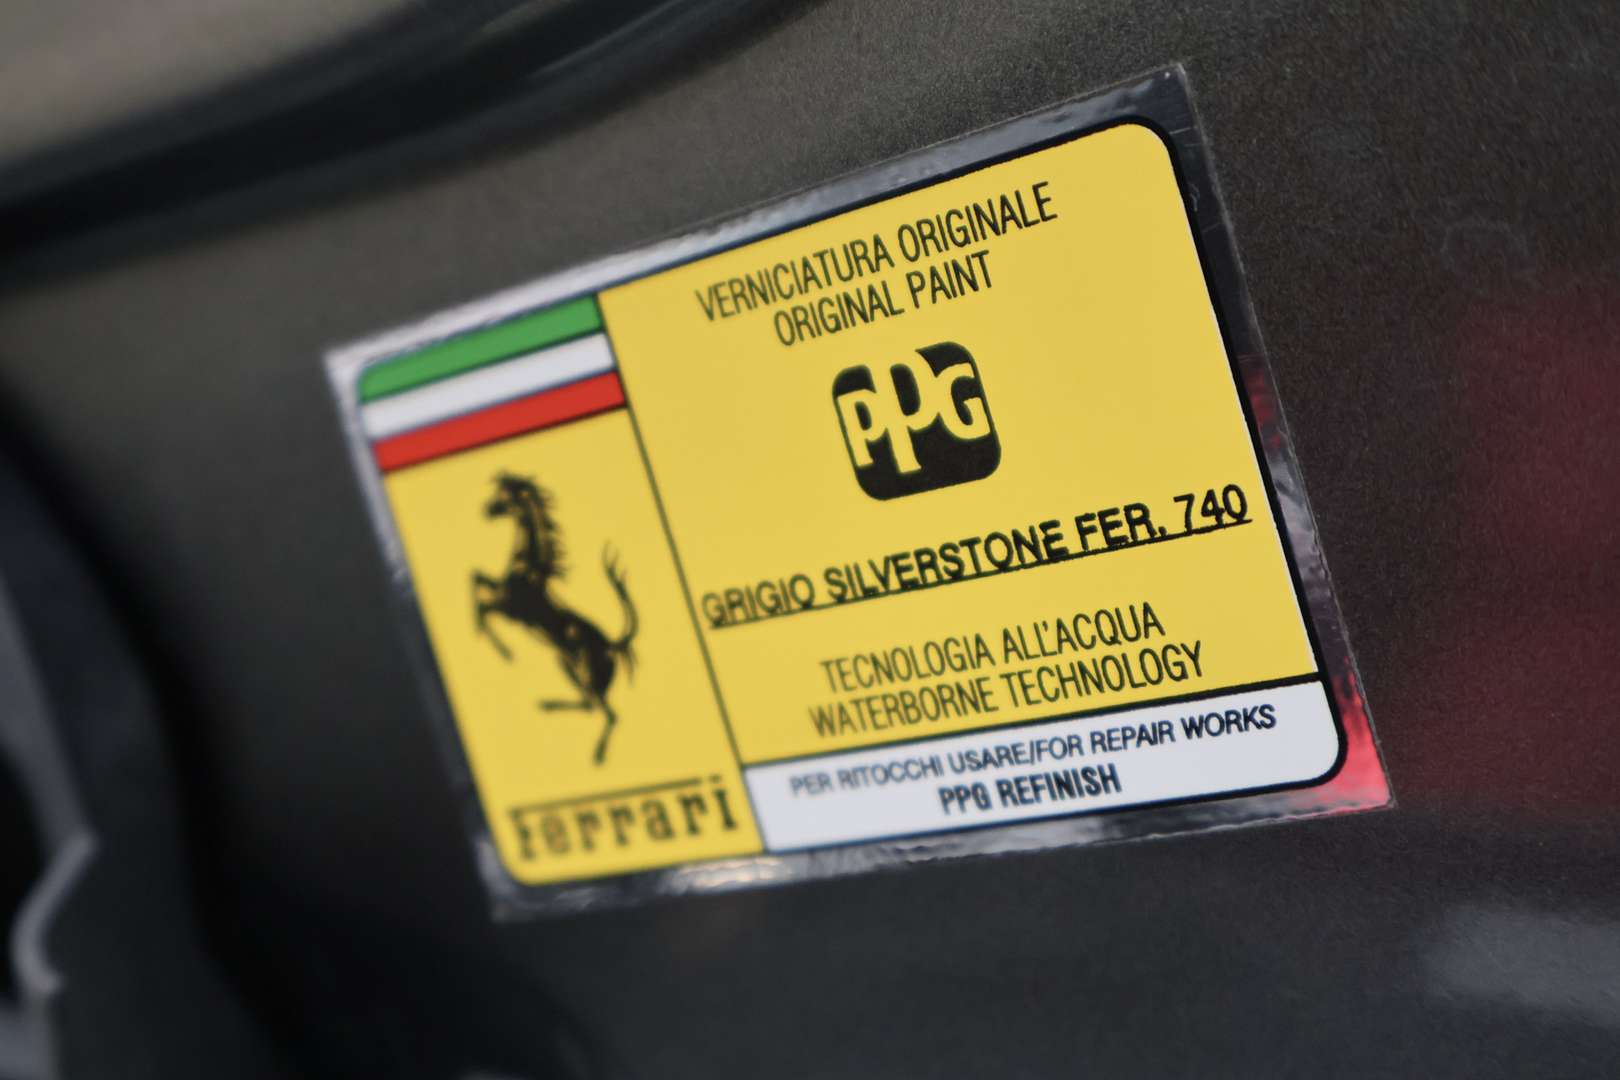 VERNICIATURA ORIGINALE
ORIGINAL PAINT
PPG
GRIGIO SILVERSTONE FER. 740
TECNOLOGIA ALL'ACQUA
WATERBORNE TECHNOLOGY
PER RITOCCHI USARE/FOR REPAIR WORKS
PPG REFINISH
Ferrari